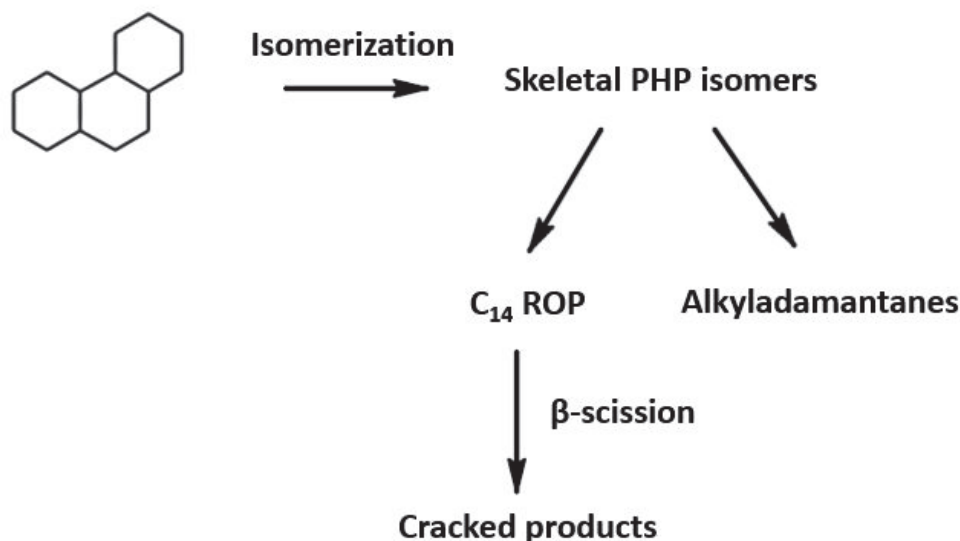 Isomerization
Skeletal PHP isomers
C₁₄ ROP
Alkyladamantanes
β-scission
Cracked products